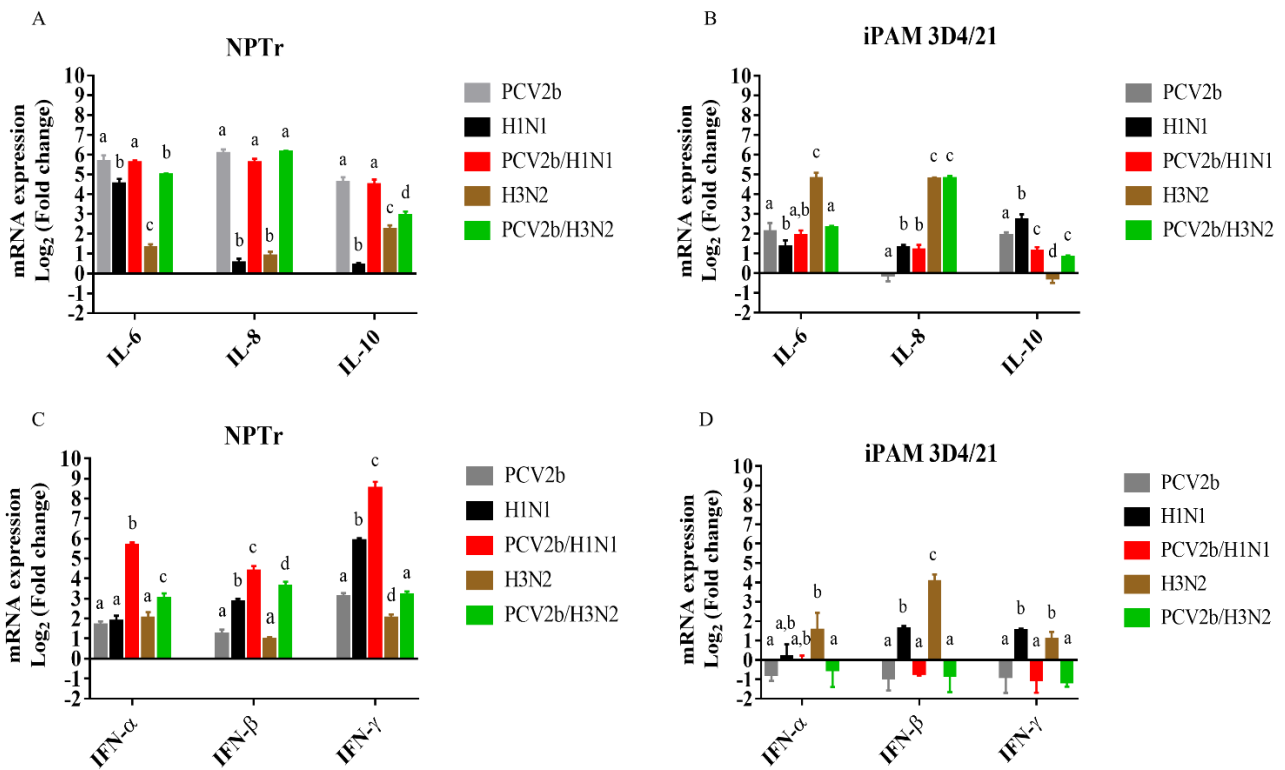 A
NPTr
mRNA expression
Log₂ (Fold change)
10
9
8
7
6
5
4
3
2
1
0
-1
-2
a b a c b
a b a b a
a b a c d
IL-6
IL-8
IL-10
PCV2b
H1N1
PCV2b/H1N1
H3N2
PCV2b/H3N2
B
iPAM 3D4/21
mRNA expression
Log₂ (Fold change)
10
9
8
7
6
5
4
3
2
1
0
-1
-2
a b a,b c a
a b b c c
a b c d c
IL-6
IL-8
IL-10
PCV2b
H1N1
PCV2b/H1N1
H3N2
PCV2b/H3N2
C
NPTr
mRNA expression
Log₂ (Fold change)
10
9
8
7
6
5
4
3
2
1
0
-1
-2
a a b a c
a b c a d
a b c d a
IFN-α
IFN-β
IFN-γ
PCV2b
H1N1
PCV2b/H1N1
H3N2
PCV2b/H3N2
D
iPAM 3D4/21
mRNA expression
Log₂ (Fold change)
10
9
8
7
6
5
4
3
2
1
0
-1
-2
a a,b a,b b a
a b a c a
a b a b a
IFN-α
IFN-β
IFN-γ
PCV2b
H1N1
PCV2b/H1N1
H3N2
PCV2b/H3N2